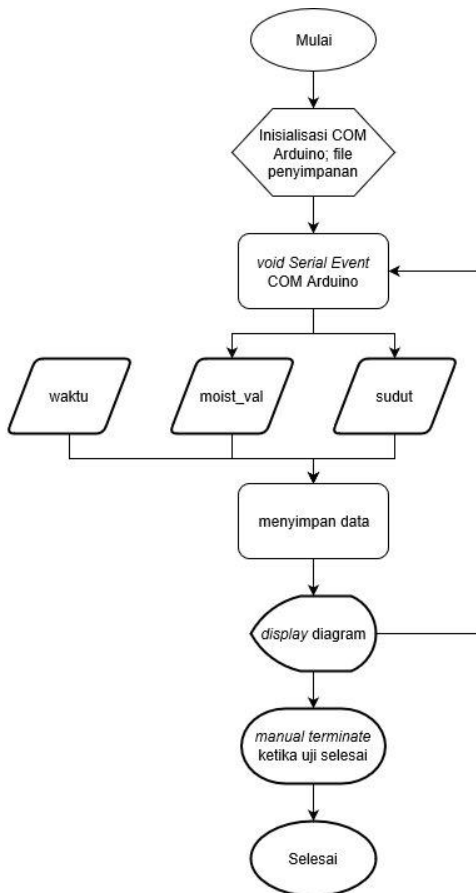 Mulai
Inisialisasi COM
Arduino; file
penyimpanan
void Serial Event
COM Arduino
waktu
moist_val
sudut
menyimpan data
display diagram
manual terminate
ketika uji selesai
Selesai